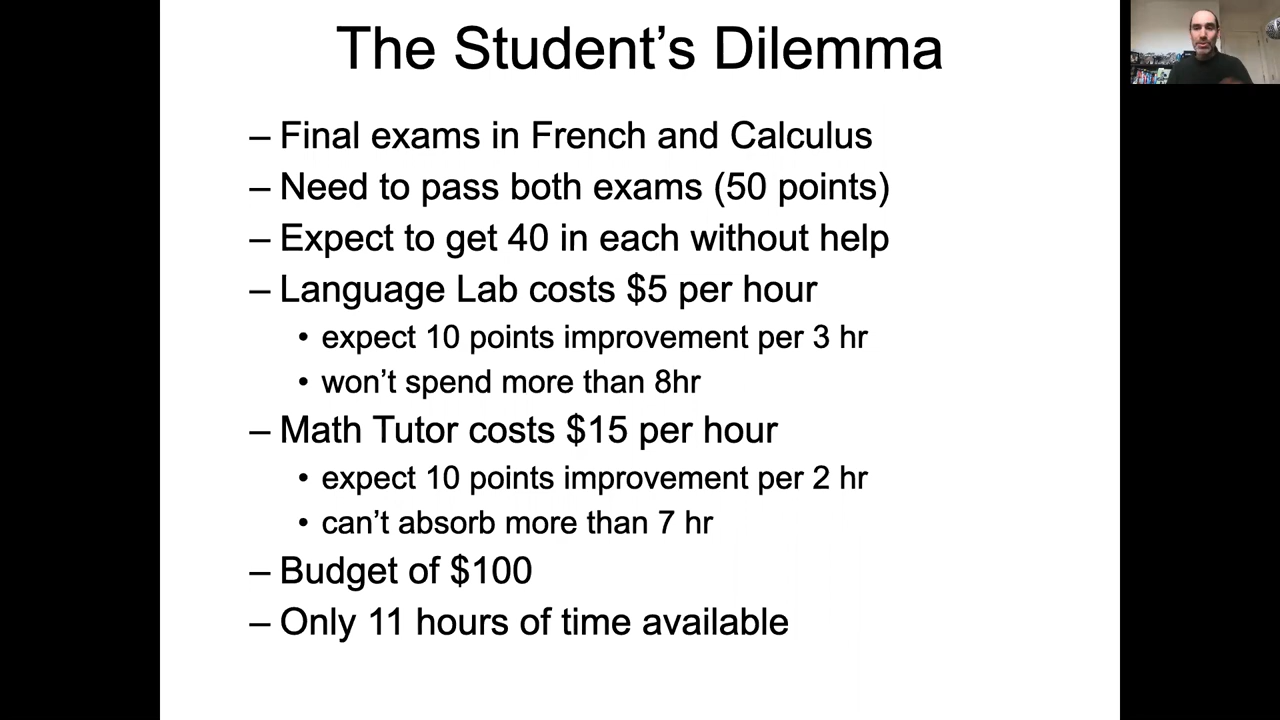 The Student’s Dilemma
– Final exams in French and Calculus
– Need to pass both exams (50 points)
– Expect to get 40 in each without help
– Language Lab costs $5 per hour
• expect 10 points improvement per 3 hr
• won’t spend more than 8hr
– Math Tutor costs $15 per hour
• expect 10 points improvement per 2 hr
• can’t absorb more than 7 hr
– Budget of $100
– Only 11 hours of time available